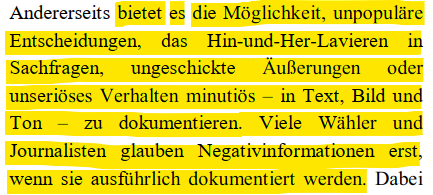 Andererseits bietet es die Möglichkeit, unpopuläre
Entscheidungen, das Hin-und-Her-Lavieren in
Sachfragen, ungeschickte Äußerungen oder
unseriöses Verhalten minutiös – in Text, Bild und
Ton – zu dokumentieren. Viele Wähler und
Journalisten glauben Negativinformationen erst,
wenn sie ausführlich dokumentiert werden. Dabei